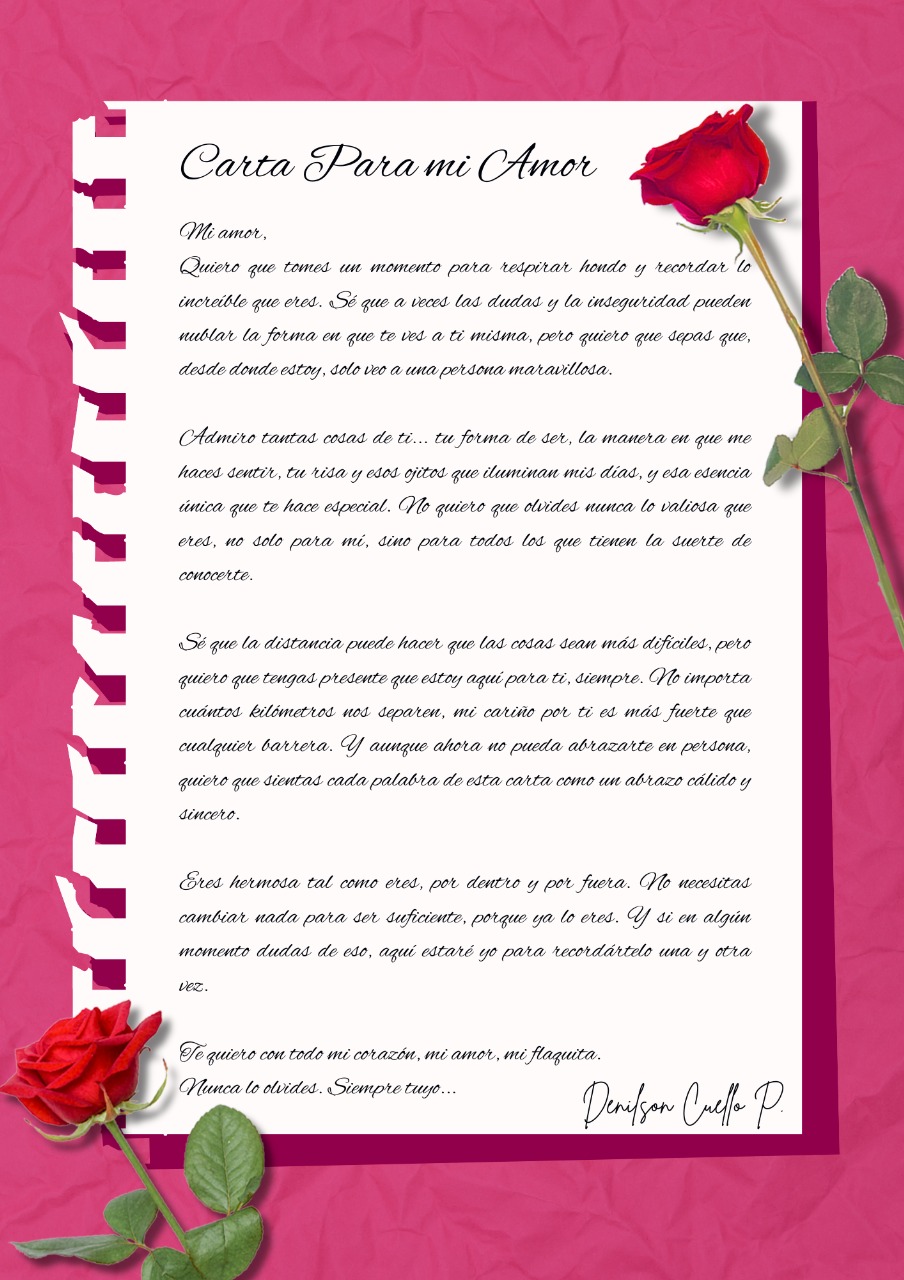 Carta Para mi Amor
Mi amor,
Quiero que tomes un momento para respirar hondo y recordar lo
increíble que eres. Sé que a veces las dudas y la inseguridad pueden
nublar la forma en que te ves a ti misma, pero quiero que sepas que,
desde donde estoy, solo veo a una persona maravillosa.
Admiro tantas cosas de ti... tu forma de ser, la manera en que me
haces sentir, tu risa y esos ojitos que iluminan mis días, y esa esencia
única que te hace especial. No quiero que olvides nunca lo valiosa que
eres, no solo para mí, sino para todos los que tienen la suerte de
conocerte.
Sé que la distancia puede hacer que las cosas sean más difíciles, pero
quiero que tengas presente que estoy aquí para ti, siempre. No importa
cuántos kilómetros nos separen, mi cariño por ti es más fuerte que
cualquier barrera. Y aunque ahora no pueda abrazarte en persona,
quiero que sientas cada palabra de esta carta como un abrazo cálido y
sincero.
Eres hermosa tal como eres, por dentro y por fuera. No necesitas
cambiar nada para ser suficiente, porque ya lo eres. Y si en algún
momento dudas de eso, aquí estaré yo para recordártelo una y otra
vez.
Te quiero con todo mi corazón, mi amor, mi flaquita.
Nunca lo olvides. Siempre tuyo...
Denilson Cuello P.